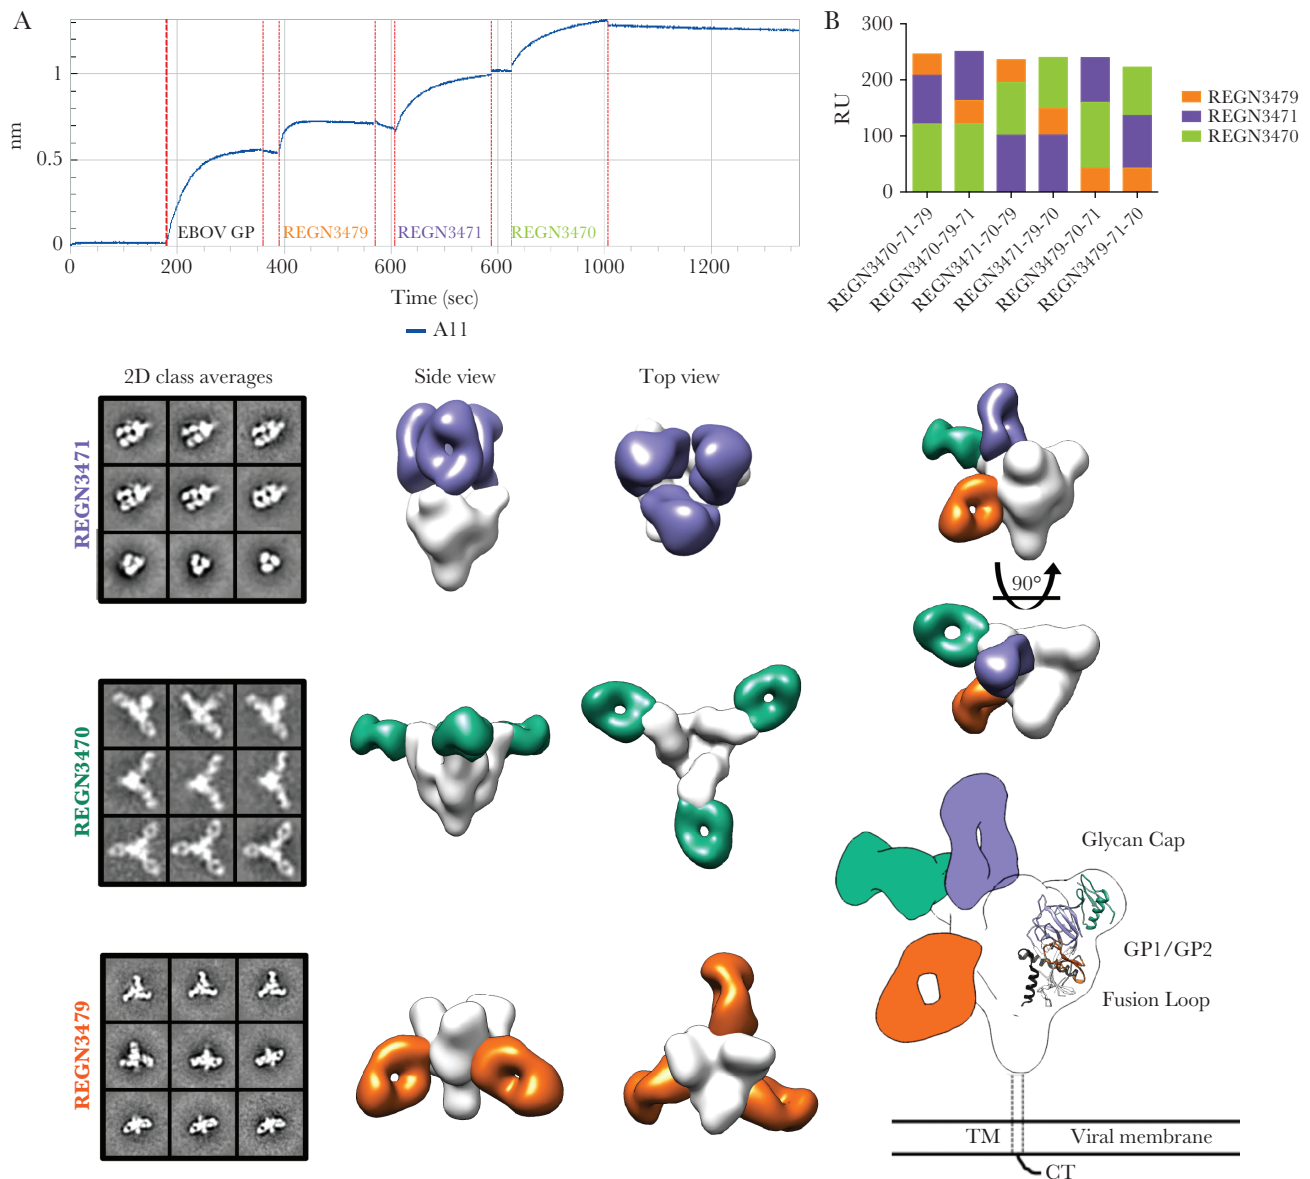 A
nm
1
0.5
0
EBOV GP
REGN3479
REGN3471
REGN3470
0 200 400 600 600 1000 1200
Time (sec)
A11
B
RU
300
200
100
0
REGN3470-71-79
REGN3470-79-71
REGN3471-70-79
REGN3471-79-70
REGN3479-70-71
REGN3479-71-70
REGN3479
REGN3471
REGN3470
2D class averages
Side view
Top view
REGN3471
90°
REGN3470
REGN3479
Glycan Cap
GP1/GP2
Fusion Loop
TM
Viral membrane
CT